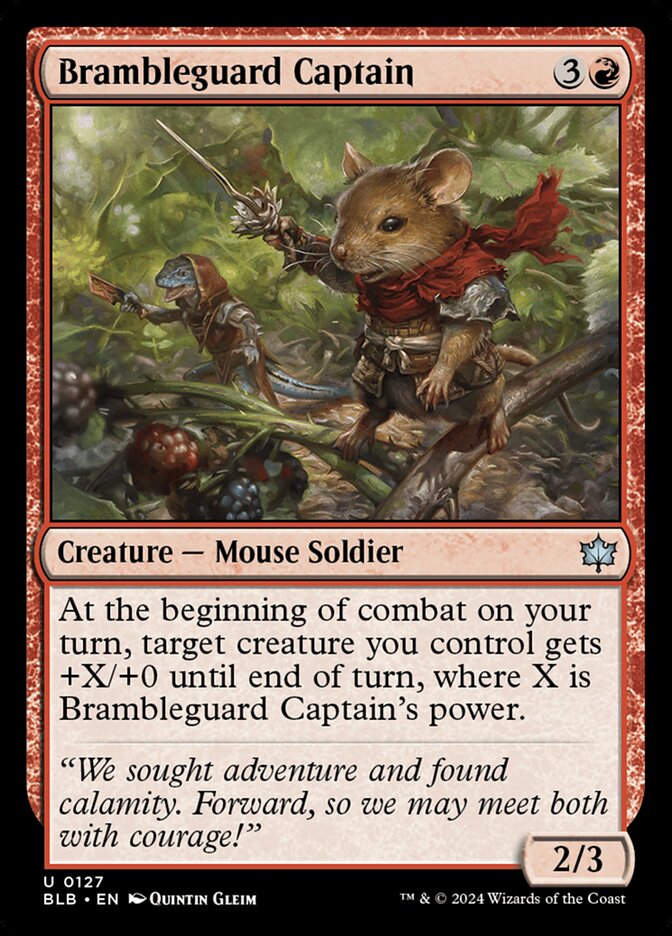 Brambleguard Captain 3
Creature — Mouse Soldier
At the beginning of combat on your
turn, target creature you control gets
+X/+0 until end of turn, where X is
Brambleguard Captain's power.
“We sought adventure and found
calamity. Forward, so we may meet both
with courage!”
2/3
U 0127
BLB • EN Quintin Gleim
™ & © 2024 Wizards of the Coast